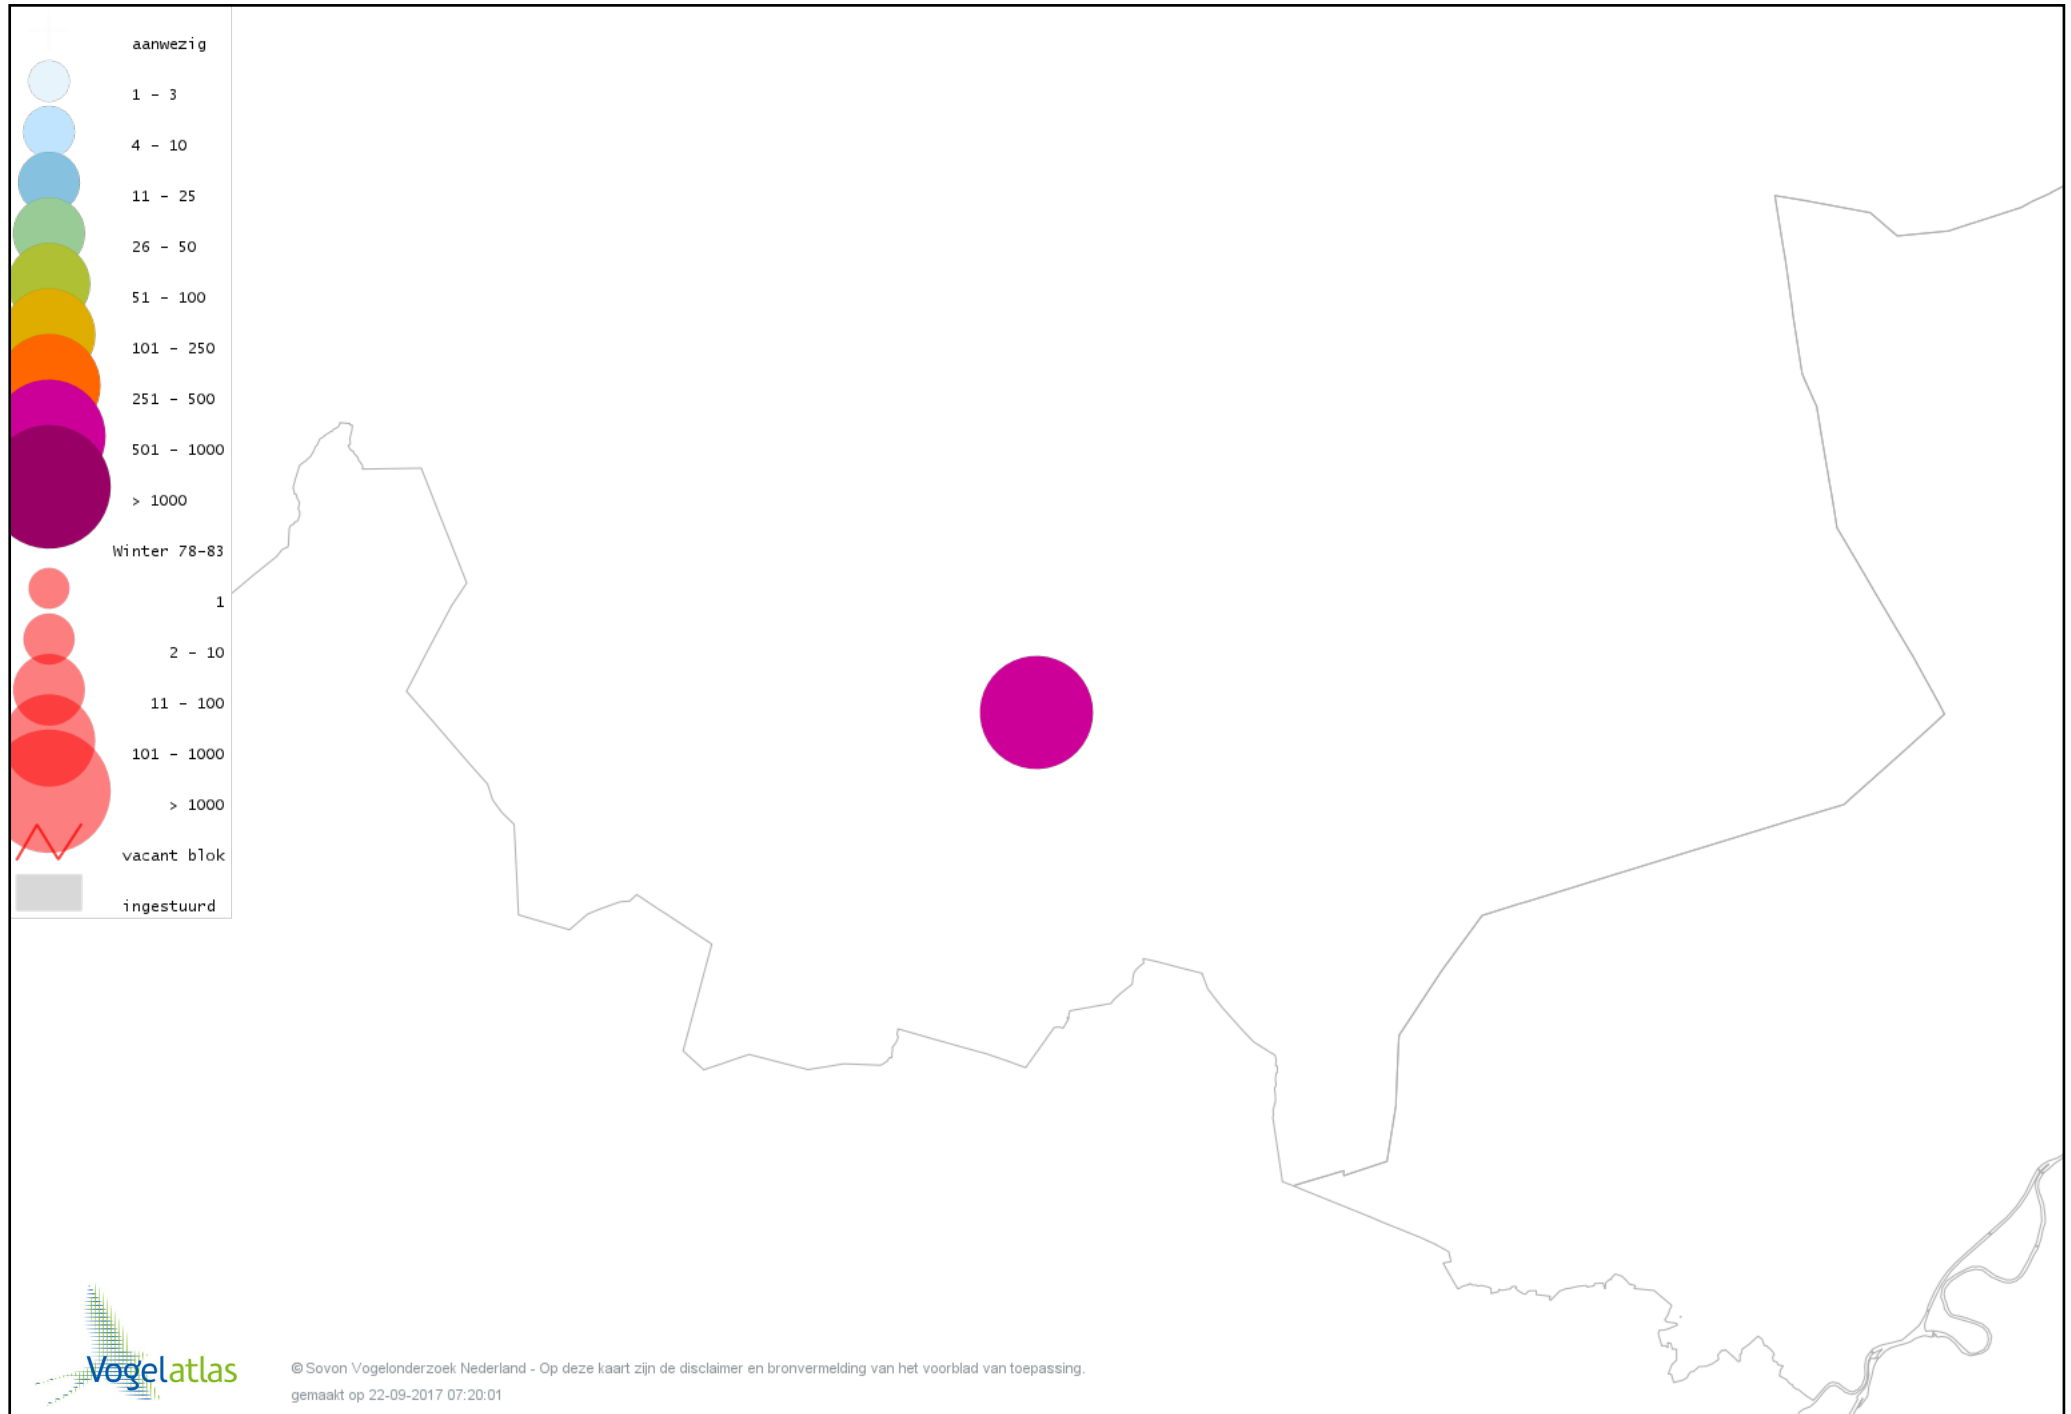 aanwezig
1 - 3
4 - 10
11 - 25
26 - 50
51 - 100
101 - 250
251 - 500
501 - 1000
> 1000
Winter 78-83
1
2 - 10
11 - 100
101 - 1000
> 1000
vacant blok
ingestuurd
Vogelatlas
© Sovon Vogelonderzoek Nederland - Op deze kaart zijn de disclaimer en bronvermelding van het voorblad van toepassing.
gemaakt op 22-09-2017 07:20:01